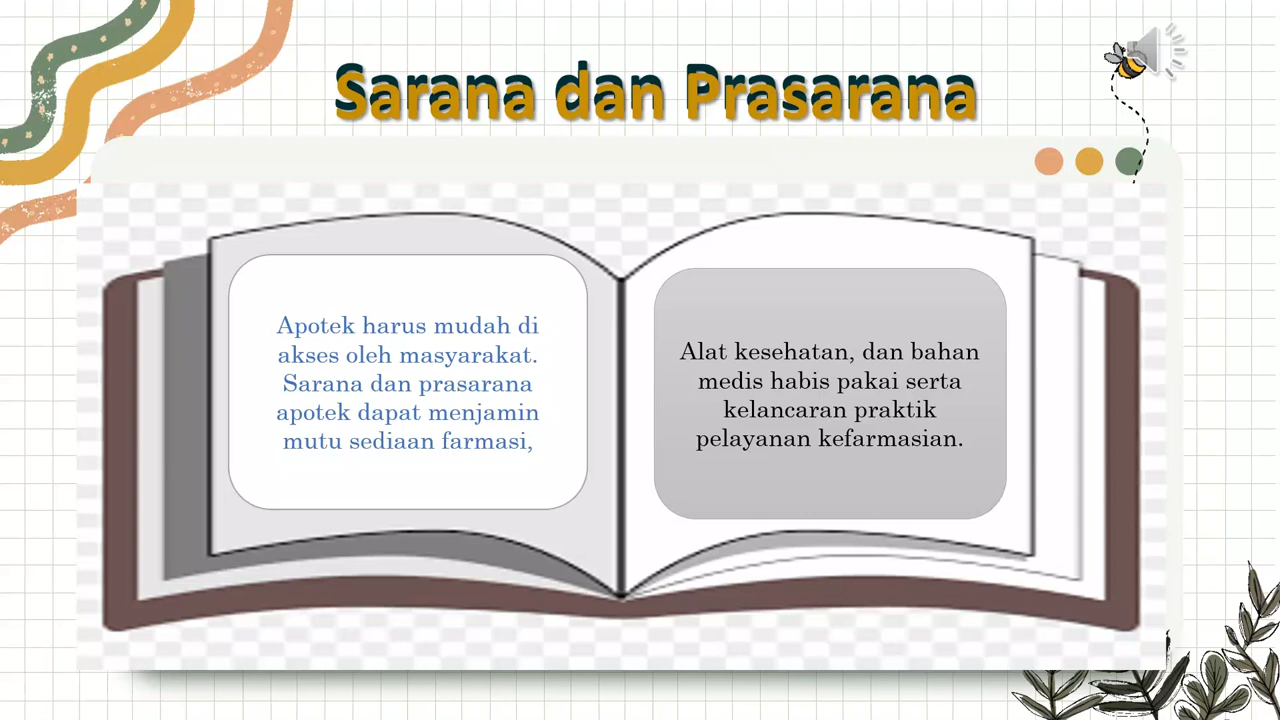 Sarana dan Prasarana
Apotek harus mudah di
akses oleh masyarakat.
Sarana dan prasarana
apotek dapat menjamin
mutu sediaan farmasi,
Alat kesehatan, dan bahan
medis habis pakai serta
kelancaran praktik
pelayanan kefarmasian.